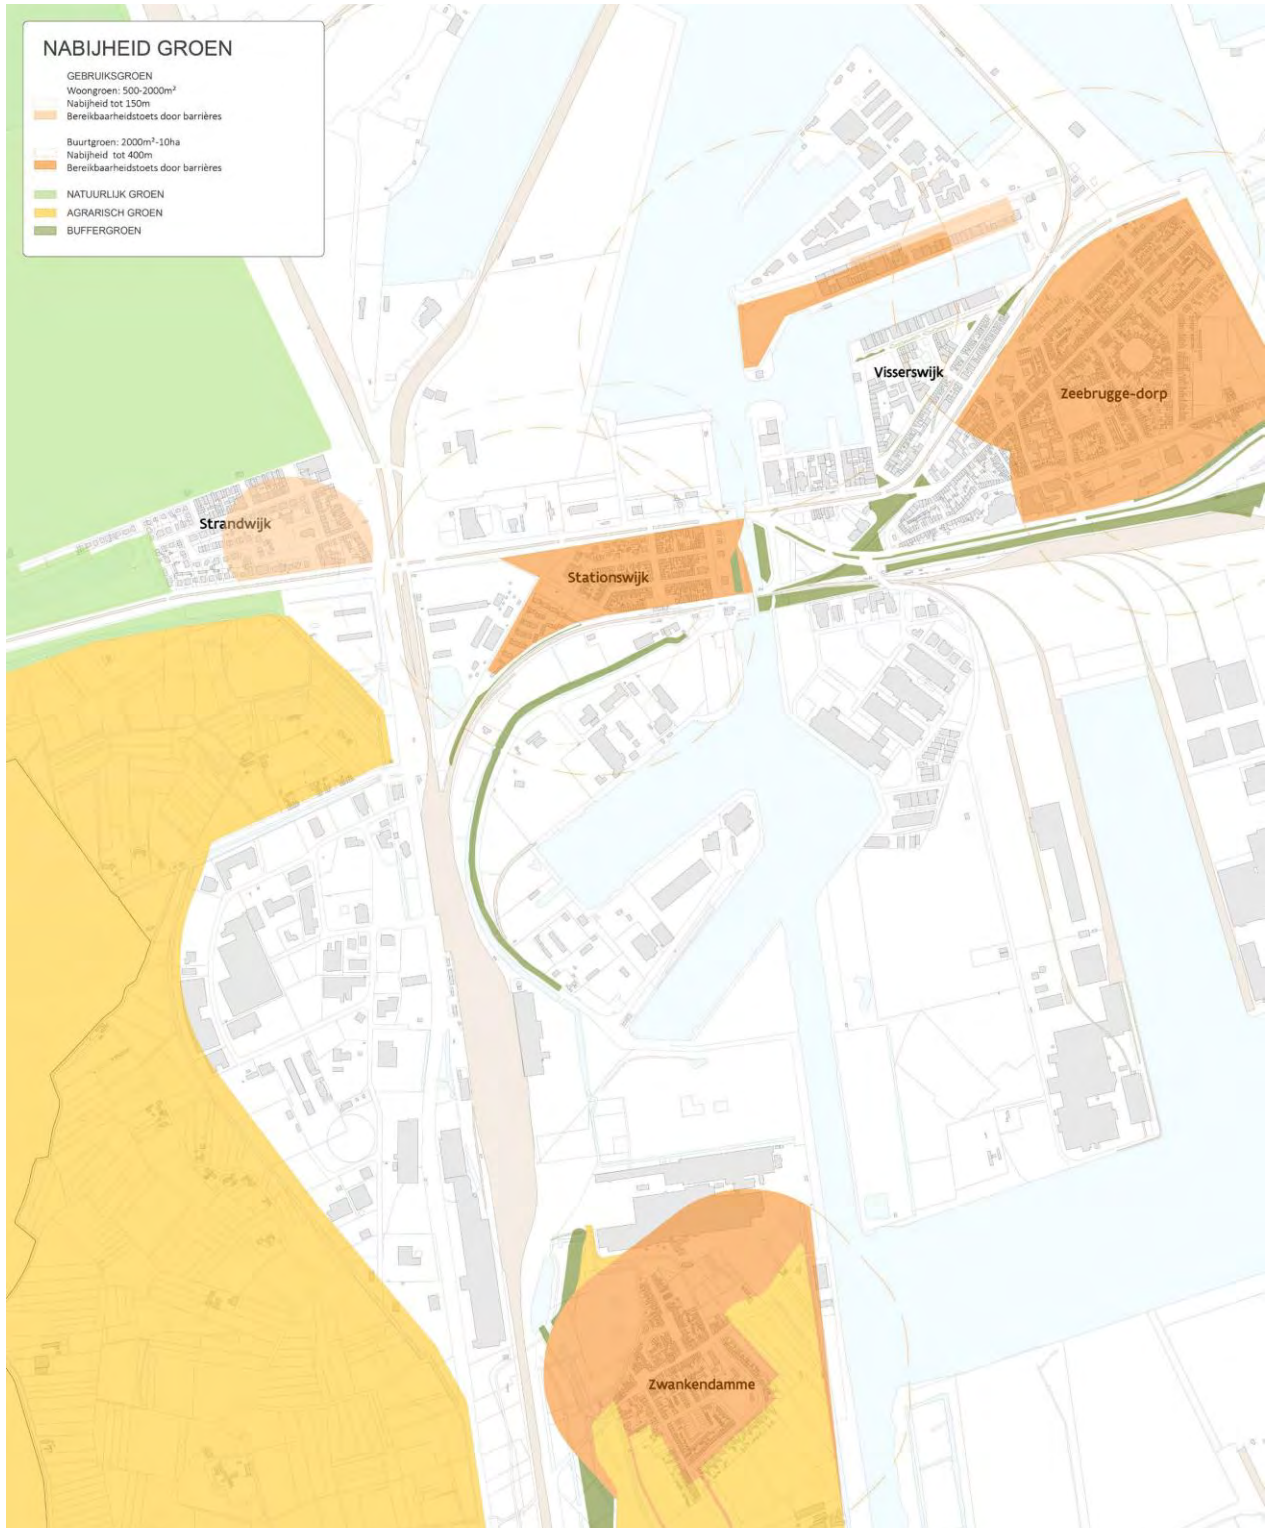 NABIJHEID GROEN
GEBRUIKSGROEN
Woongroen: 500-2000m²
Nabijheid tot 150m
Bereikbaarheidstoets door barrières
Buurtgroen: 2000m²-10ha
Nabijheid tot 400m
Bereikbaarheidstoets door barrières
NATUURLIJK GROEN
AGRARISCH GROEN
BUFFERGROEN
Visserswijk
Zeebrugge-dorp
Strandwijk
Stationswijk
Zwankendamme